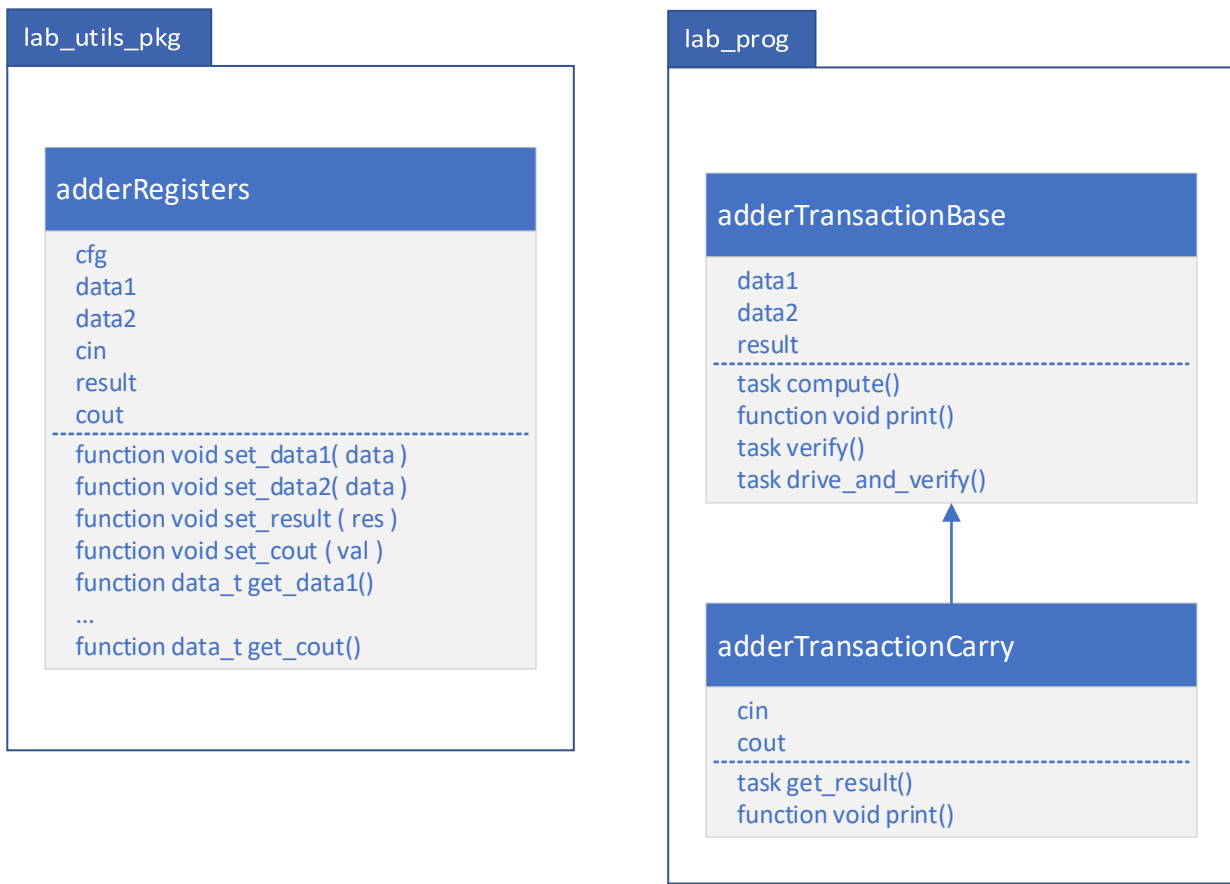 lab_utils_pkg
adderRegisters
cfg
data1
data2
cin
result
cout
function void set_data1( data )
function void set_data2( data )
function void set_result ( res )
function void set_cout ( val )
function data_t get_data1()
...
function data_t get_cout()
lab_prog
adderTransactionBase
data1
data2
result
task compute()
function void print()
task verify()
task drive_and_verify()
adderTransactionCarry
cin
cout
task get_result()
function void print()